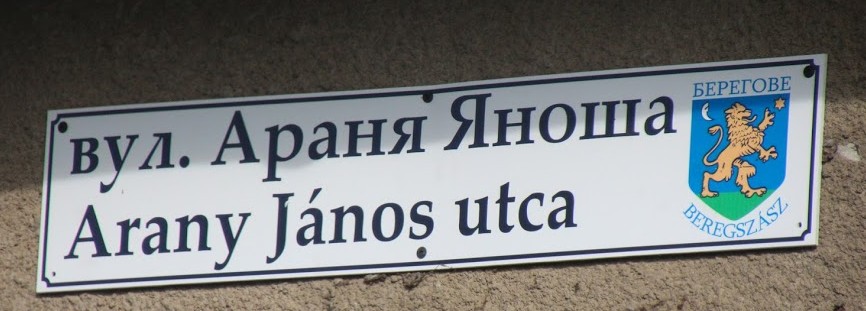 вул. Араня Яноша
Arany János utca
БЕРЕГОВЕ
BEREGSZÁSZ